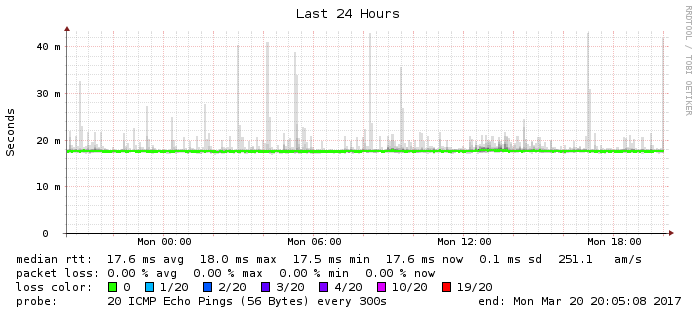 Last 24 Hours
RRDTOOL / TOBI OETIKER
Seconds
40 m
30 m
20 m
10 m
0
Mon 00:00 Mon 06:00 Mon 12:00 Mon 18:00
median rtt: 17.6 ms avg 18.0 ms max 17.5 ms min 17.6 ms now 0.1 ms sd 251.1 am/s
packet loss: 0.00 % avg 0.00 % max 0.00 % min 0.00 % now
loss color: 0 1/20 2/20 3/20 4/20 10/20 19/20
probe: 20 ICMP Echo Pings (56 Bytes) every 300s end: Mon Mar 20 20:05:08 2017